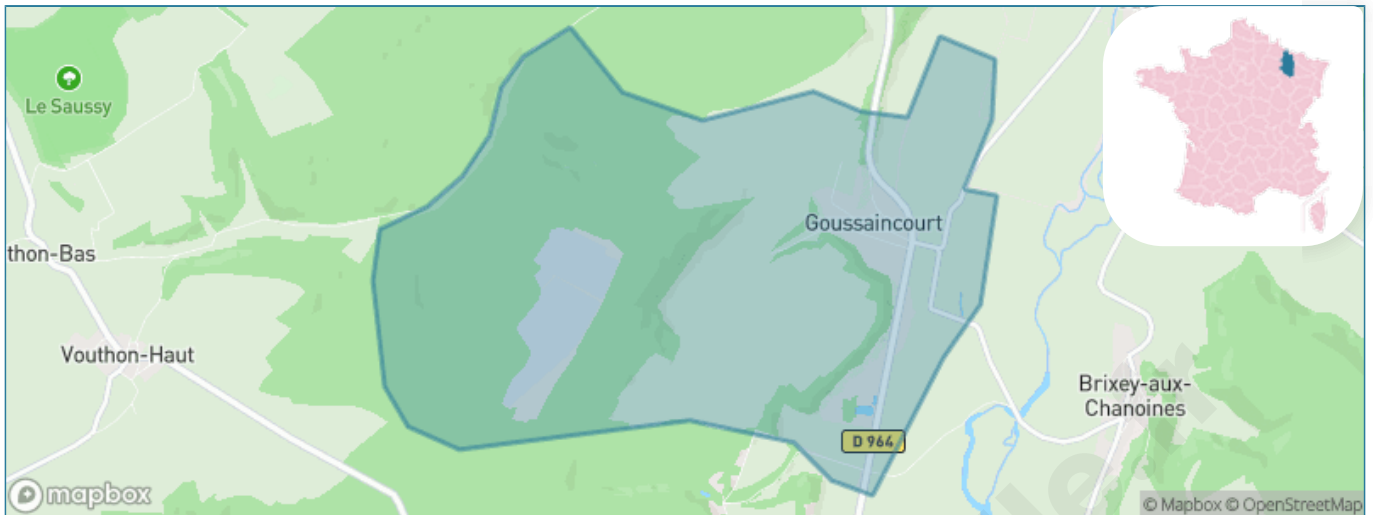 Le Saussy
Goussaincourt
thon-Bas
Vouthon-Haut
Brixey-aux-
Chanoines
D 964
mapbox
© Mapbox © OpenStreetMap